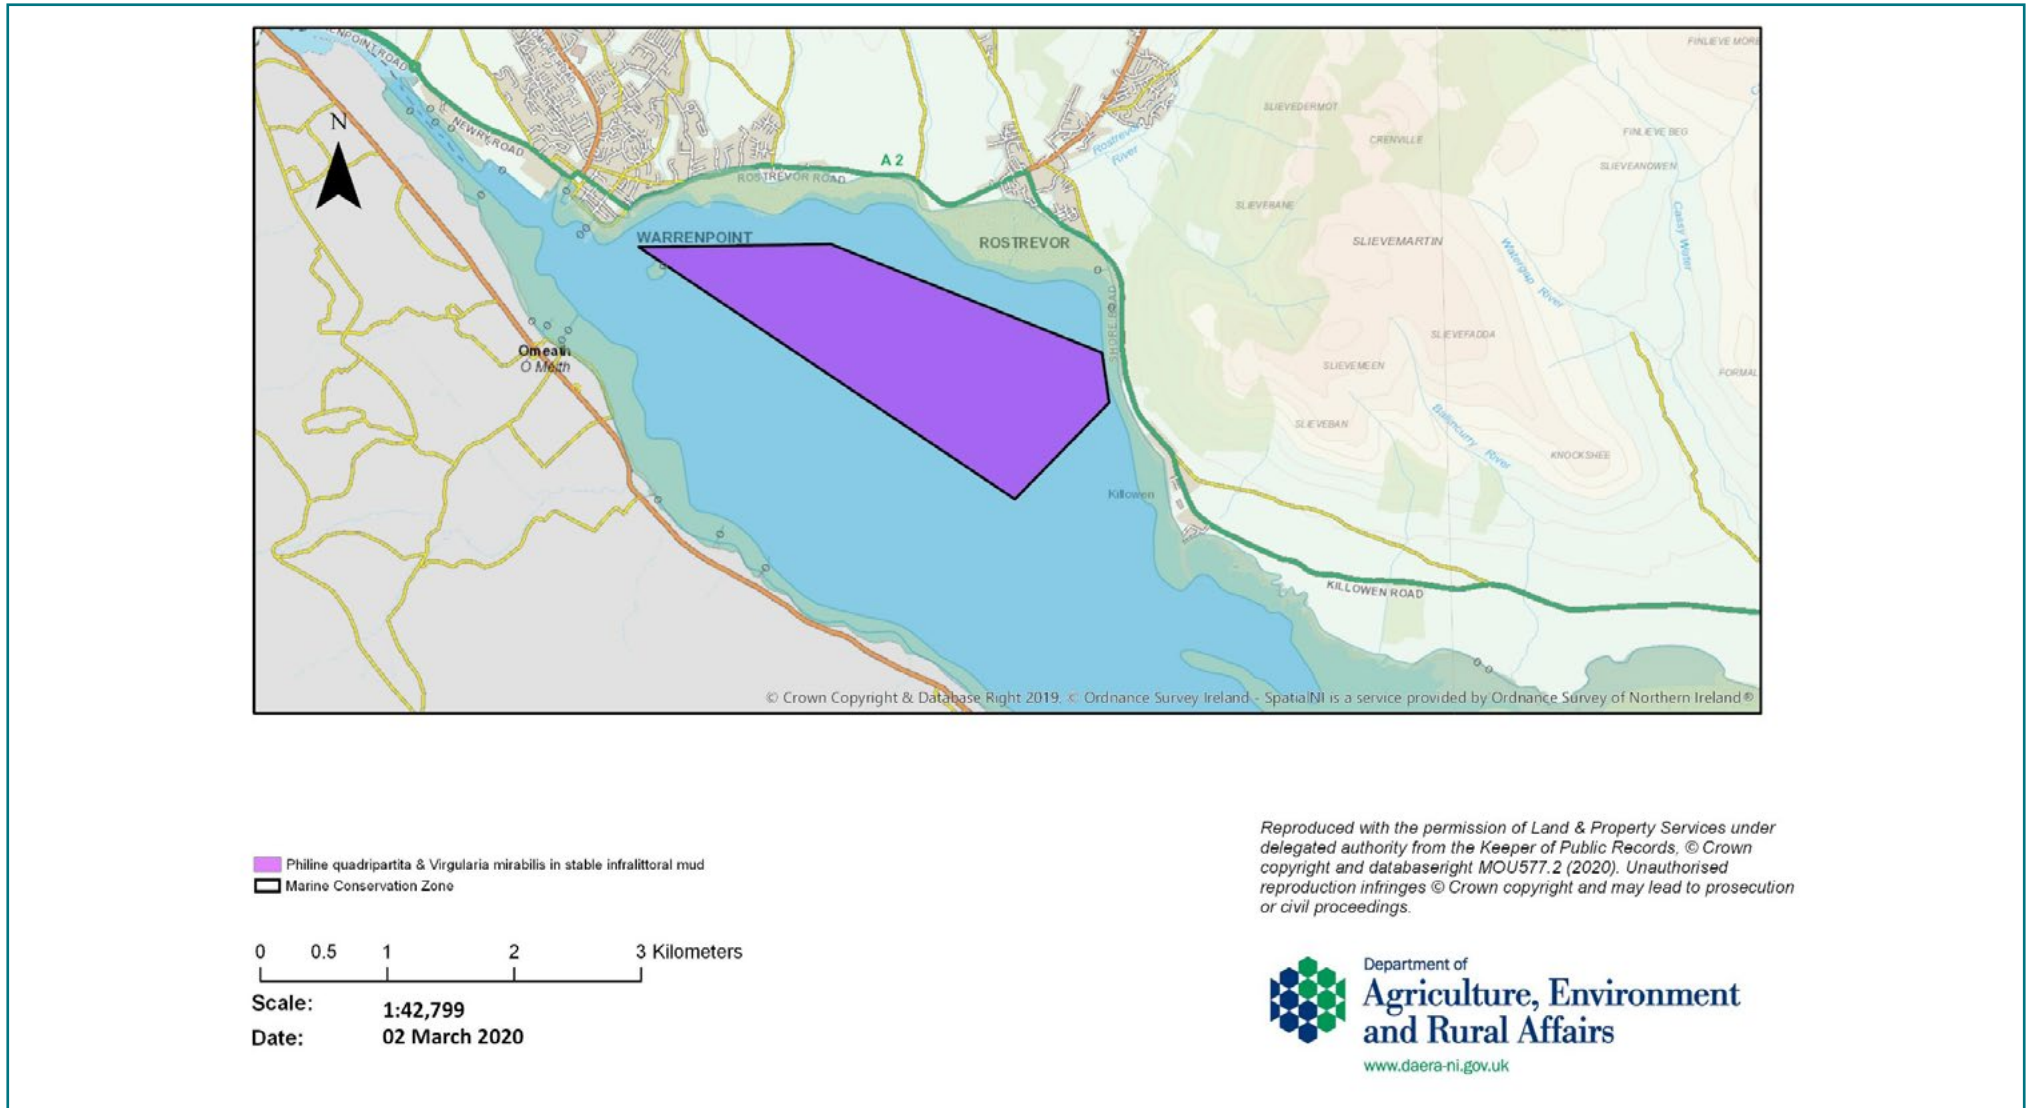 ENPOINT ROAD
FINLIEVE MORE
N
NEWRY ROAD
SLIEVEDERMOT
CRENVILLE
FINLIEVE BEG
Rostrevor
River
A 2
ROSTREVOR ROAD
SLIEVEANOWEN
SLIEVEBANE
Cassy Water
WARRENPOINT
ROSTREVOR
SLIEVEMARTIN
Watergap River
SHORE ROAD
Omeath
Ó Méith
SLIEVEFADDA
SLIEVEMEEN
FORMAL
Ballincurry River
SLIEVEBAN
KNOCKSHEE
Killowen
KILLOWEN ROAD
© Crown Copyright & Database Right 2019, © Ordnance Survey Ireland - SpatialNI is a service provided by Ordnance Survey of Northern Ireland®
Philine quadripartita & Virgularia mirabilis in stable infralittoral mud
Marine Conservation Zone
0 0.5 1 2 3 Kilometers
Scale: 1:42,799
Date: 02 March 2020
Reproduced with the permission of Land & Property Services under
delegated authority from the Keeper of Public Records, © Crown
copyright and databaseright MOU577.2 (2020). Unauthorised
reproduction infringes © Crown copyright and may lead to prosecution
or civil proceedings.
Department of
Agriculture, Environment
and Rural Affairs
www.daera-ni.gov.uk